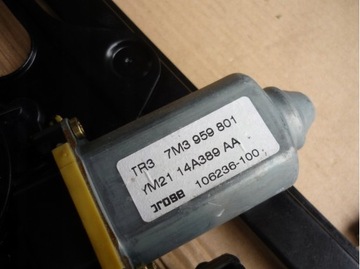 TR3 7M3 959 801
YM21 14A389 AA
brose 106236-100